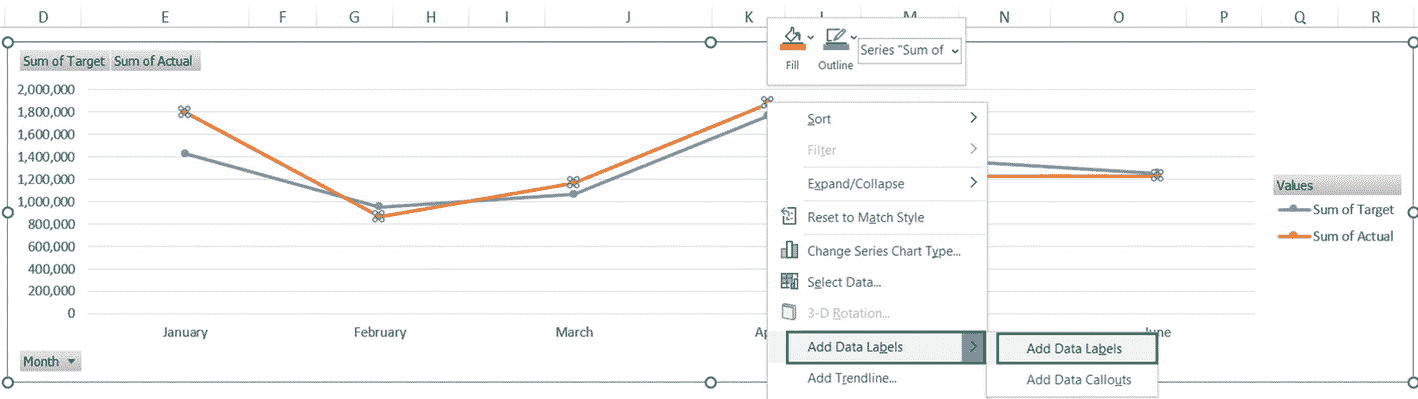 D E F G H I J K L M N O P Q R
Sum of Target Sum of Actual
2,000,000
1,800,000
1,600,000
1,400,000
1,200,000
1,000,000
800,000
600,000
400,000
200,000
0
January February March Ap June
Month
Fill Outline Series "Sum of
Sort
Filter
Expand/Collapse
Reset to Match Style
Change Series Chart Type...
Select Data...
3-D Rotation...
Add Data Labels
Add Trendline...
Add Data Labels
Add Data Callouts
Values
Sum of Target
Sum of Actual